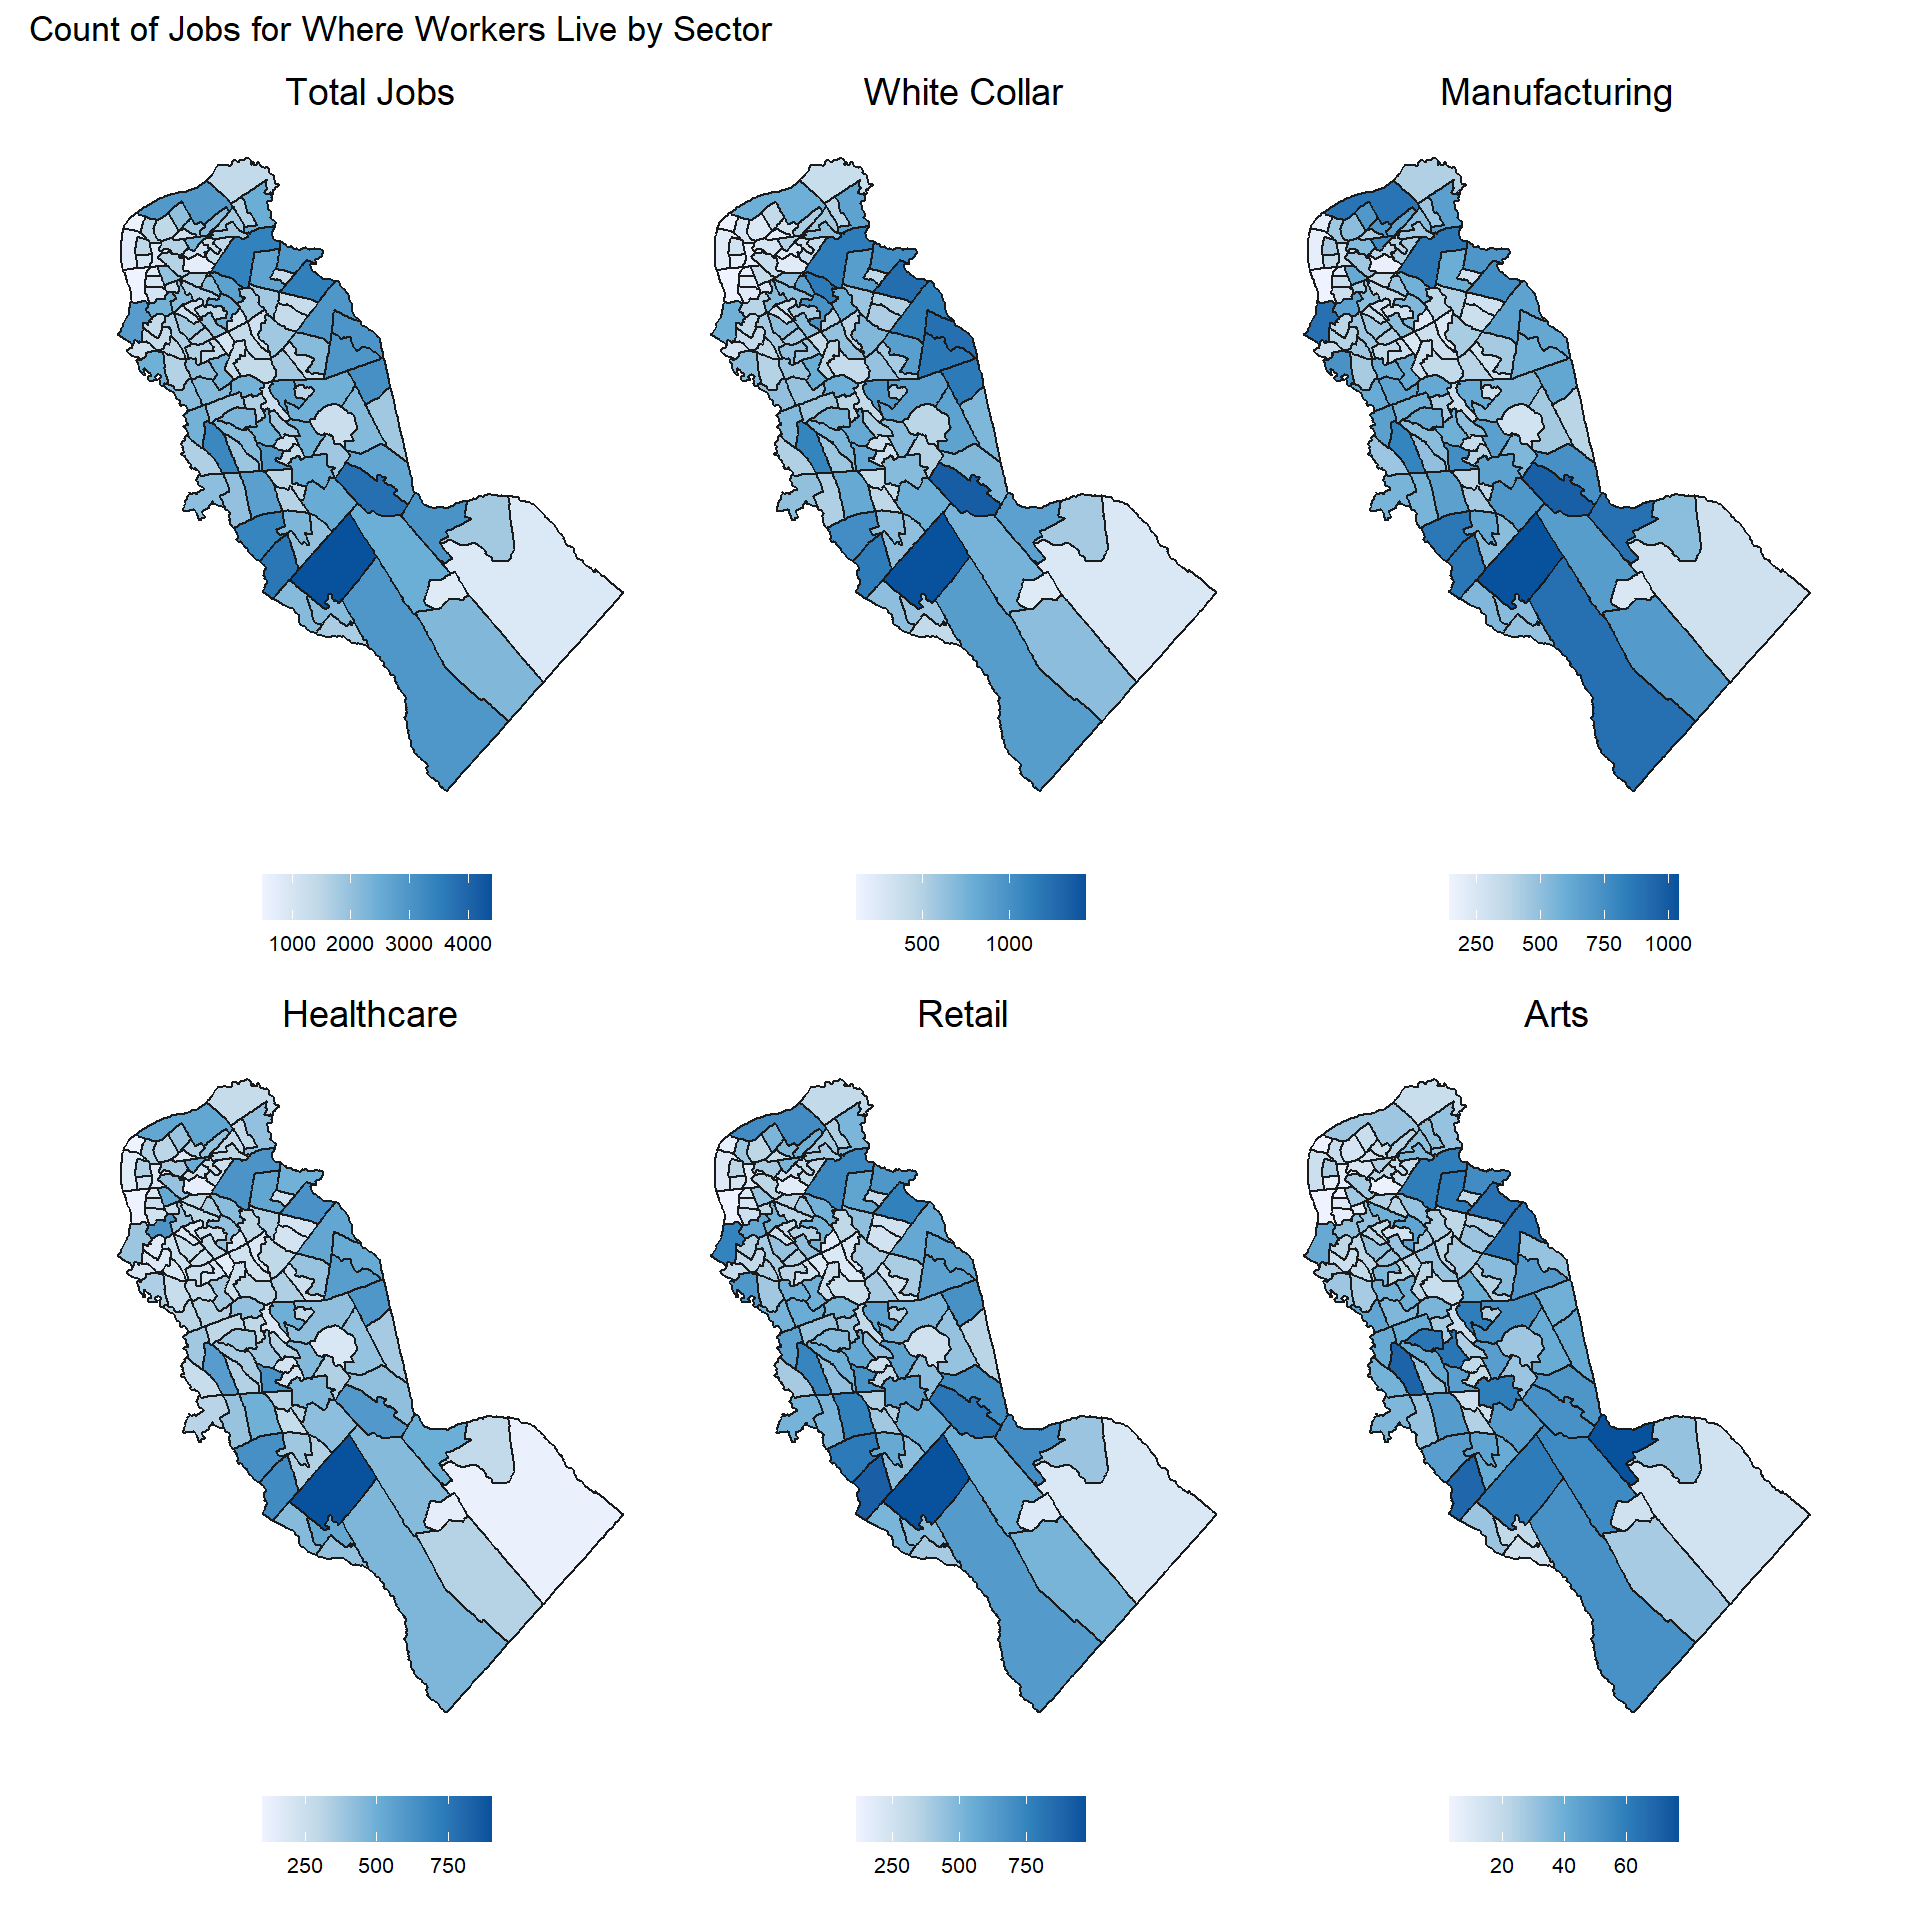 Count of Jobs for Where Workers Live by Sector
Total Jobs
White Collar
Manufacturing
1000 2000 3000 4000
500 1000
250 500 750 1000
Healthcare
Retail
Arts
250 500 750
250 500 750
20 40 60